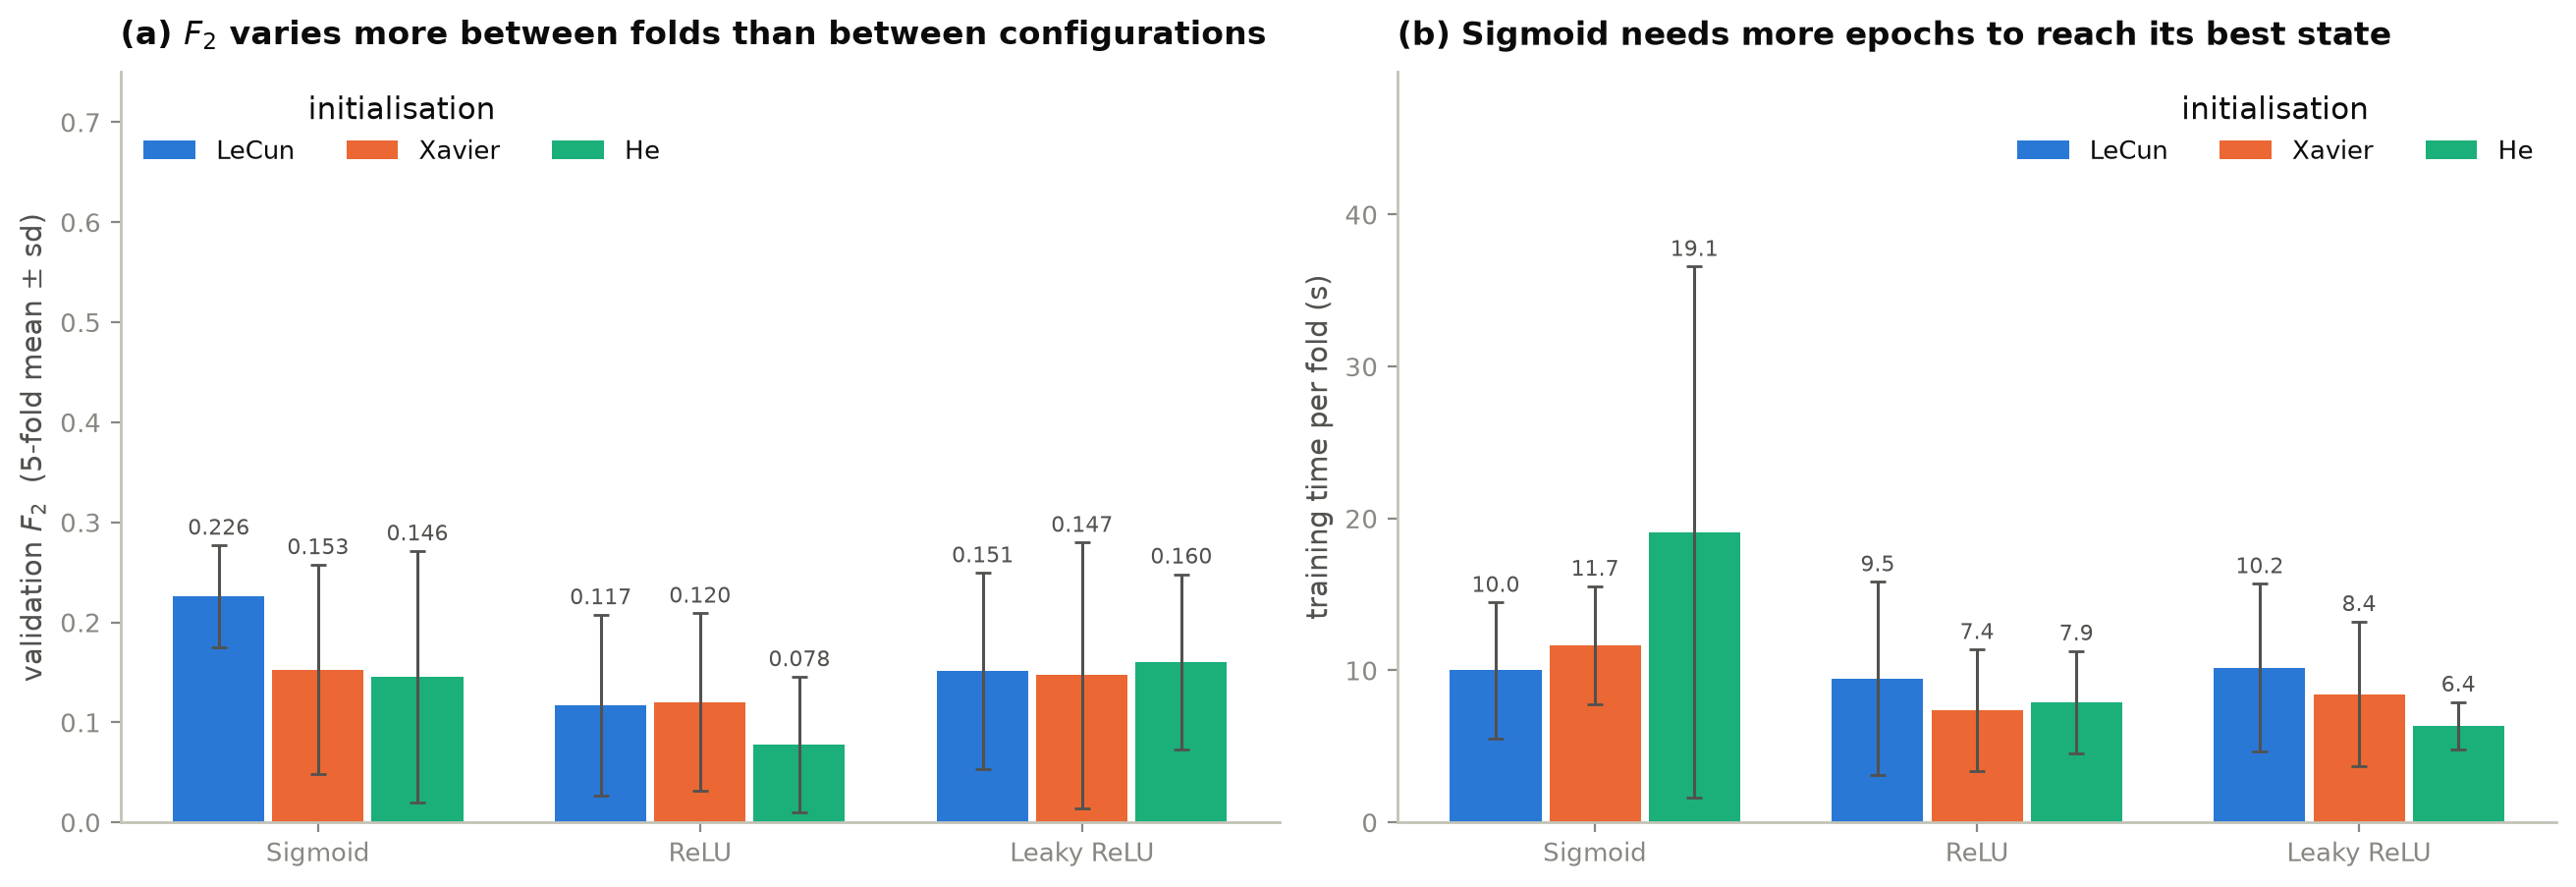 (a) F₂ varies more between folds than between configurations
validation F₂ (5-fold mean ± sd)
0.7
0.6
0.5
0.4
0.3
0.2
0.1
0.0
initialisation
LeCun Xavier He
0.226 0.153 0.146
0.117 0.120 0.078
0.151 0.147 0.160
Sigmoid ReLU Leaky ReLU
(b) Sigmoid needs more epochs to reach its best state
training time per fold (s)
40
30
20
10
0
initialisation
LeCun Xavier He
10.0 11.7 19.1
9.5 7.4 7.9
10.2 8.4 6.4
Sigmoid ReLU Leaky ReLU